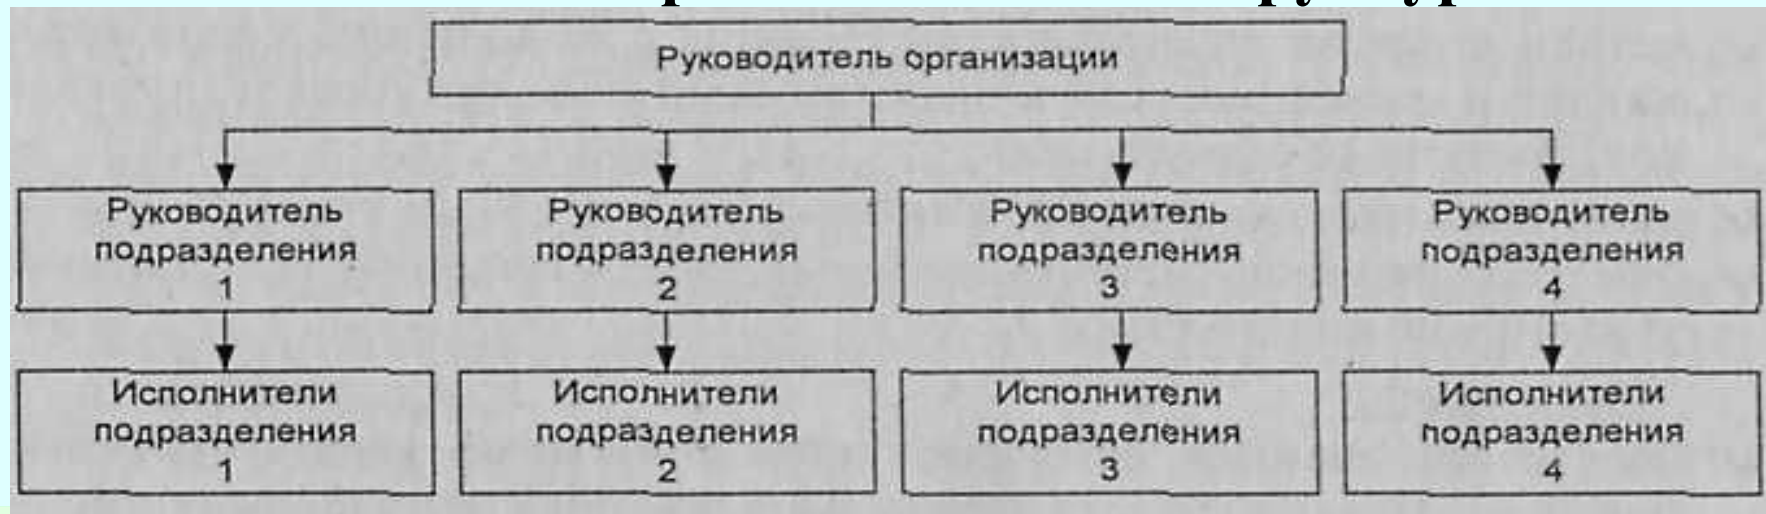 Руководитель организации
Руководитель
подразделения
1
Руководитель
подразделения
2
Руководитель
подразделения
3
Руководитель
подразделения
4
Исполнители
подразделения
1
Исполнители
подразделения
2
Исполнители
подразделения
3
Исполнители
подразделения
4